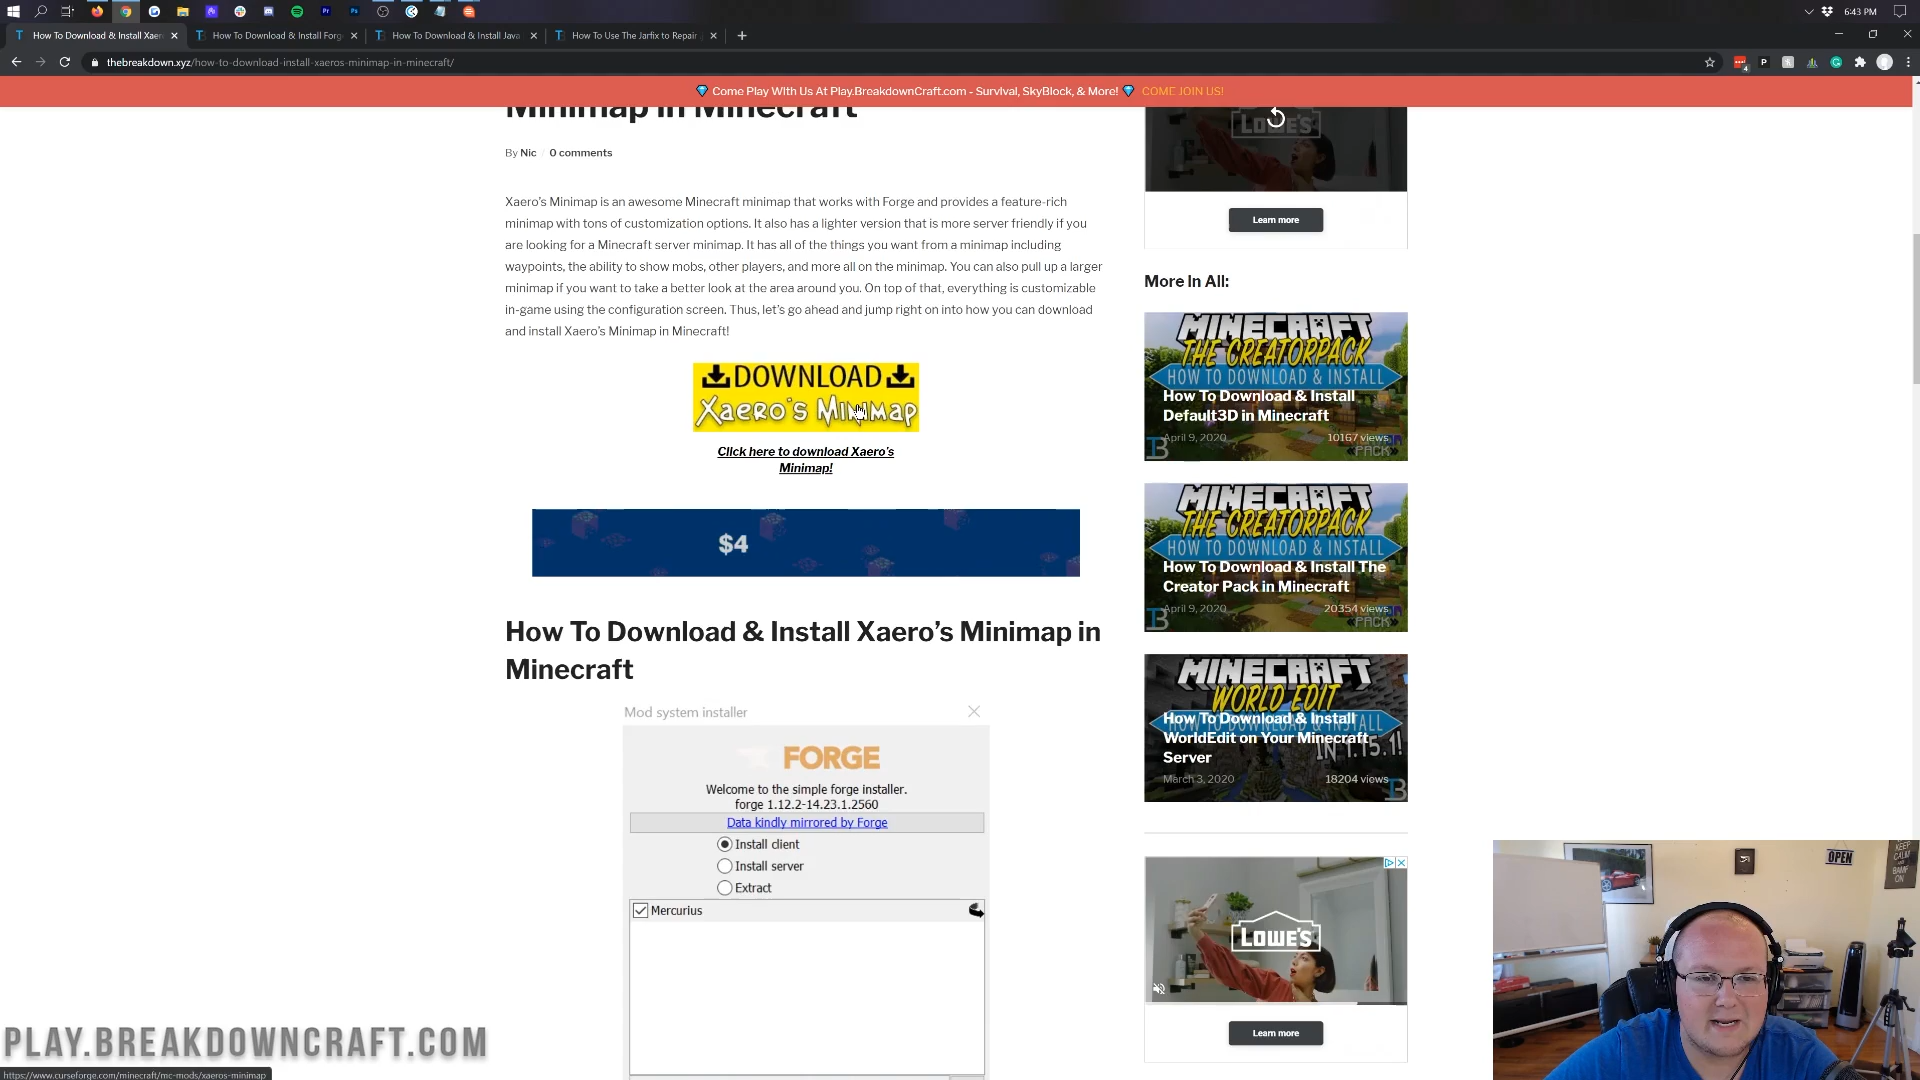 6:43 PM
How To Download & Install Xaer
How To Download & Install Forg
How To Download & Install Java
How To Use The Jarfix to Repair
thebreakdown.xyz/how-to-download-install-xaeros-minimap-in-minecraft/
Come Play With Us At Play.BreakdownCraft.com - Survival, SkyBlock, & More! COME JOIN US!
Minimap in Minecraft
By Nic / 0 comments
Xaero's Minimap is an awesome Minecraft minimap that works with Forge and provides a feature-rich
minimap with tons of customization options. It also has a lighter version that is more server friendly if you
are looking for a Minecraft server minimap. It has all of the things you want from a minimap including
waypoints, the ability to show mobs, other players, and more all on the minimap. You can also pull up a larger
minimap if you want to take a better look at the area around you. On top of that, everything is customizable
in-game using the configuration screen. Thus, let's go ahead and jump right on into how you can download
and install Xaero's Minimap in Minecraft!
DOWNLOAD
Xaero's Minimap
Click here to download Xaero's
Minimap!
$4
How To Download & Install Xaero's Minimap in
Minecraft
Mod system installer
FORGE
Welcome to the simple forge installer.
forge 1.12.2-14.23.1.2560
Data kindly mirrored by Forge
Install client
Install server
Extract
Mercurius
LOWE'S
Learn more
More In All:
MINECRAFT
THE CREATORPACK
HOW TO DOWNLOAD & INSTALL
How To Download & Install
Default3D in Minecraft
April 9, 2020 10167 views
PACK
MINECRAFT
THE CREATORPACK
HOW TO DOWNLOAD & INSTALL
How To Download & Install The
Creator Pack in Minecraft
April 9, 2020 20354 views
PACK
MINECRAFT
WORLD EDIT
How To Download & Install
WorldEdit on Your Minecraft
Server
IN 1.15.1!
March 3, 2020 18204 views
LOWE'S
Learn more
OPEN
KEEP
CALM
AND
BAMF
ON
PLAY.BREAKDOWNCRAFT.COM
https://www.curseforge.com/minecraft/mc-mods/xaeros-minimap